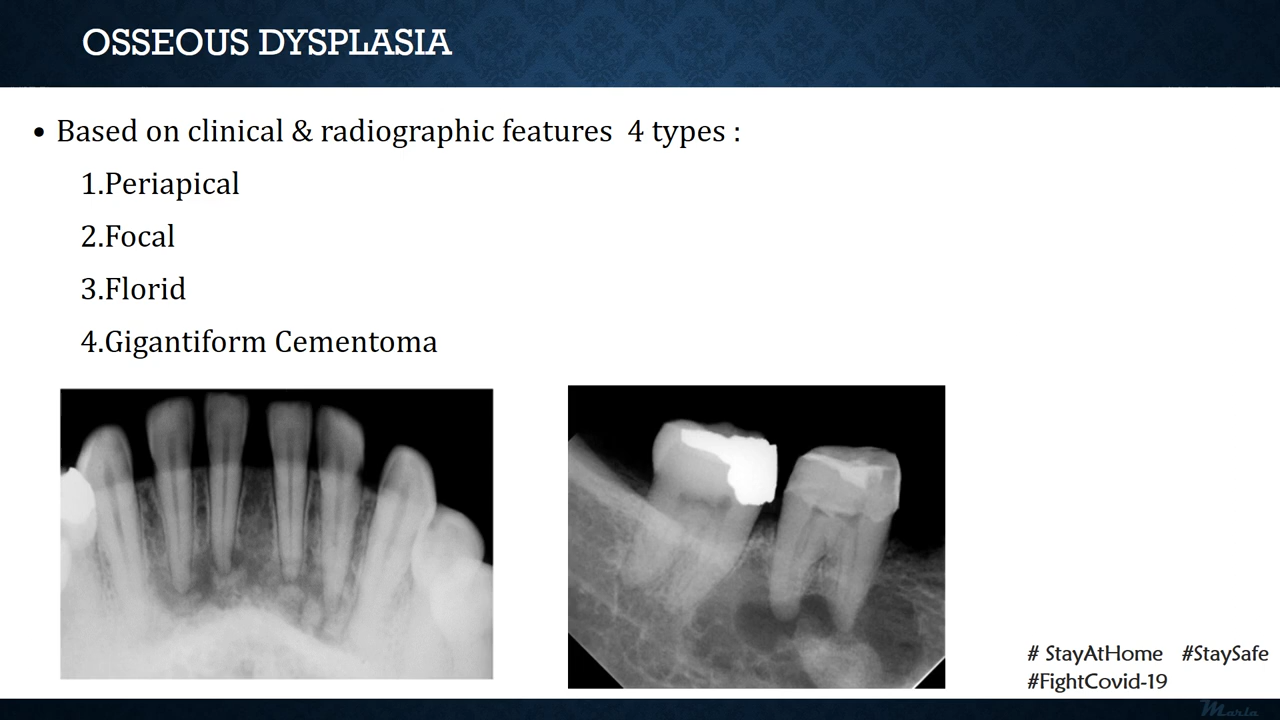 OSSEOUS DYSPLASIA
• Based on clinical & radiographic features 4 types :
1.Periapical
2.Focal
3.Florid
4.Gigantiform Cementoma
# StayAtHome #StaySafe
#FightCovid-19
Maria